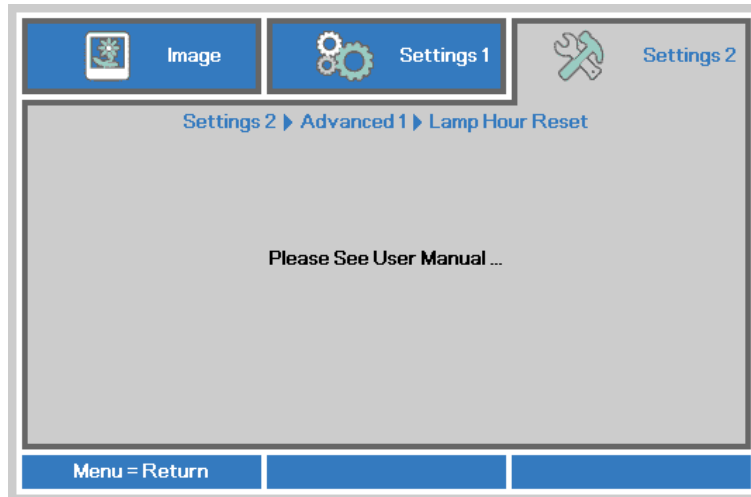 Image
Settings 1
Settings 2
Settings 2 ▶ Advanced 1 ▶ Lamp Hour Reset
Please See User Manual ...
Menu = Return